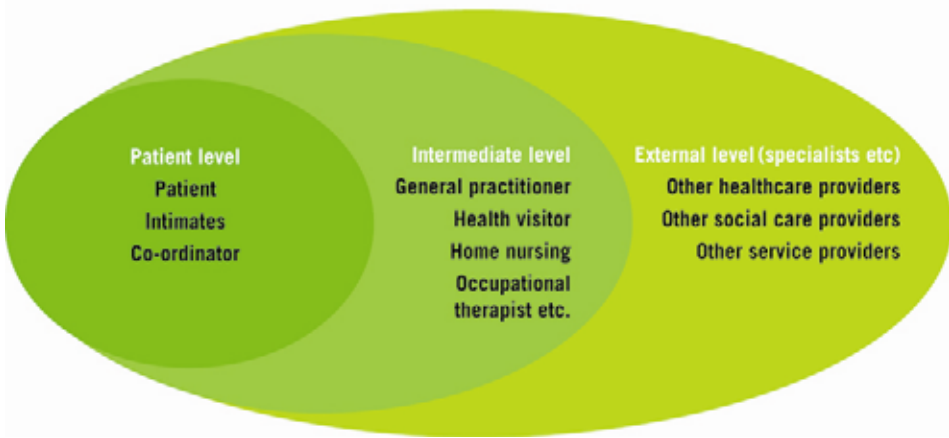 Patient level
Patient
Intimates
Co-ordinator
Intermediate level
General practitioner
Health visitor
Home nursing
Occupational
therapist etc.
External level (specialists etc)
Other healthcare providers
Other social care providers
Other service providers